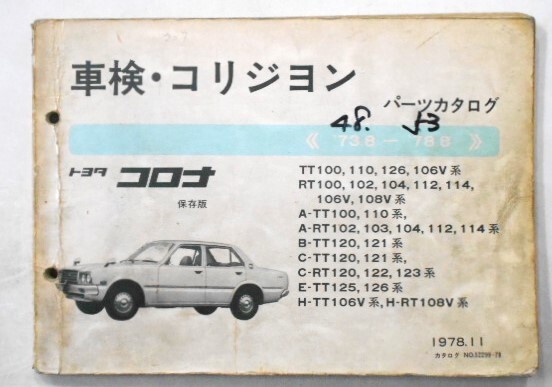 車検・コリジヨン
パーツカタログ
48. 53
《 '73.8 — '78.8 》
トヨタ コロナ
保存版
TT100, 110, 126, 106V 系
RT100, 102, 104, 112, 114,
106V, 108V 系
A-TT100, 110 系,
A-RT102, 103, 104, 112, 114 系
B-TT120, 121 系
C-TT120, 121 系,
C-RT120, 122, 123 系
E-TT125, 126 系
H-TT106V 系, H-RT108V 系
1978.11
カタログ NO.52299-78